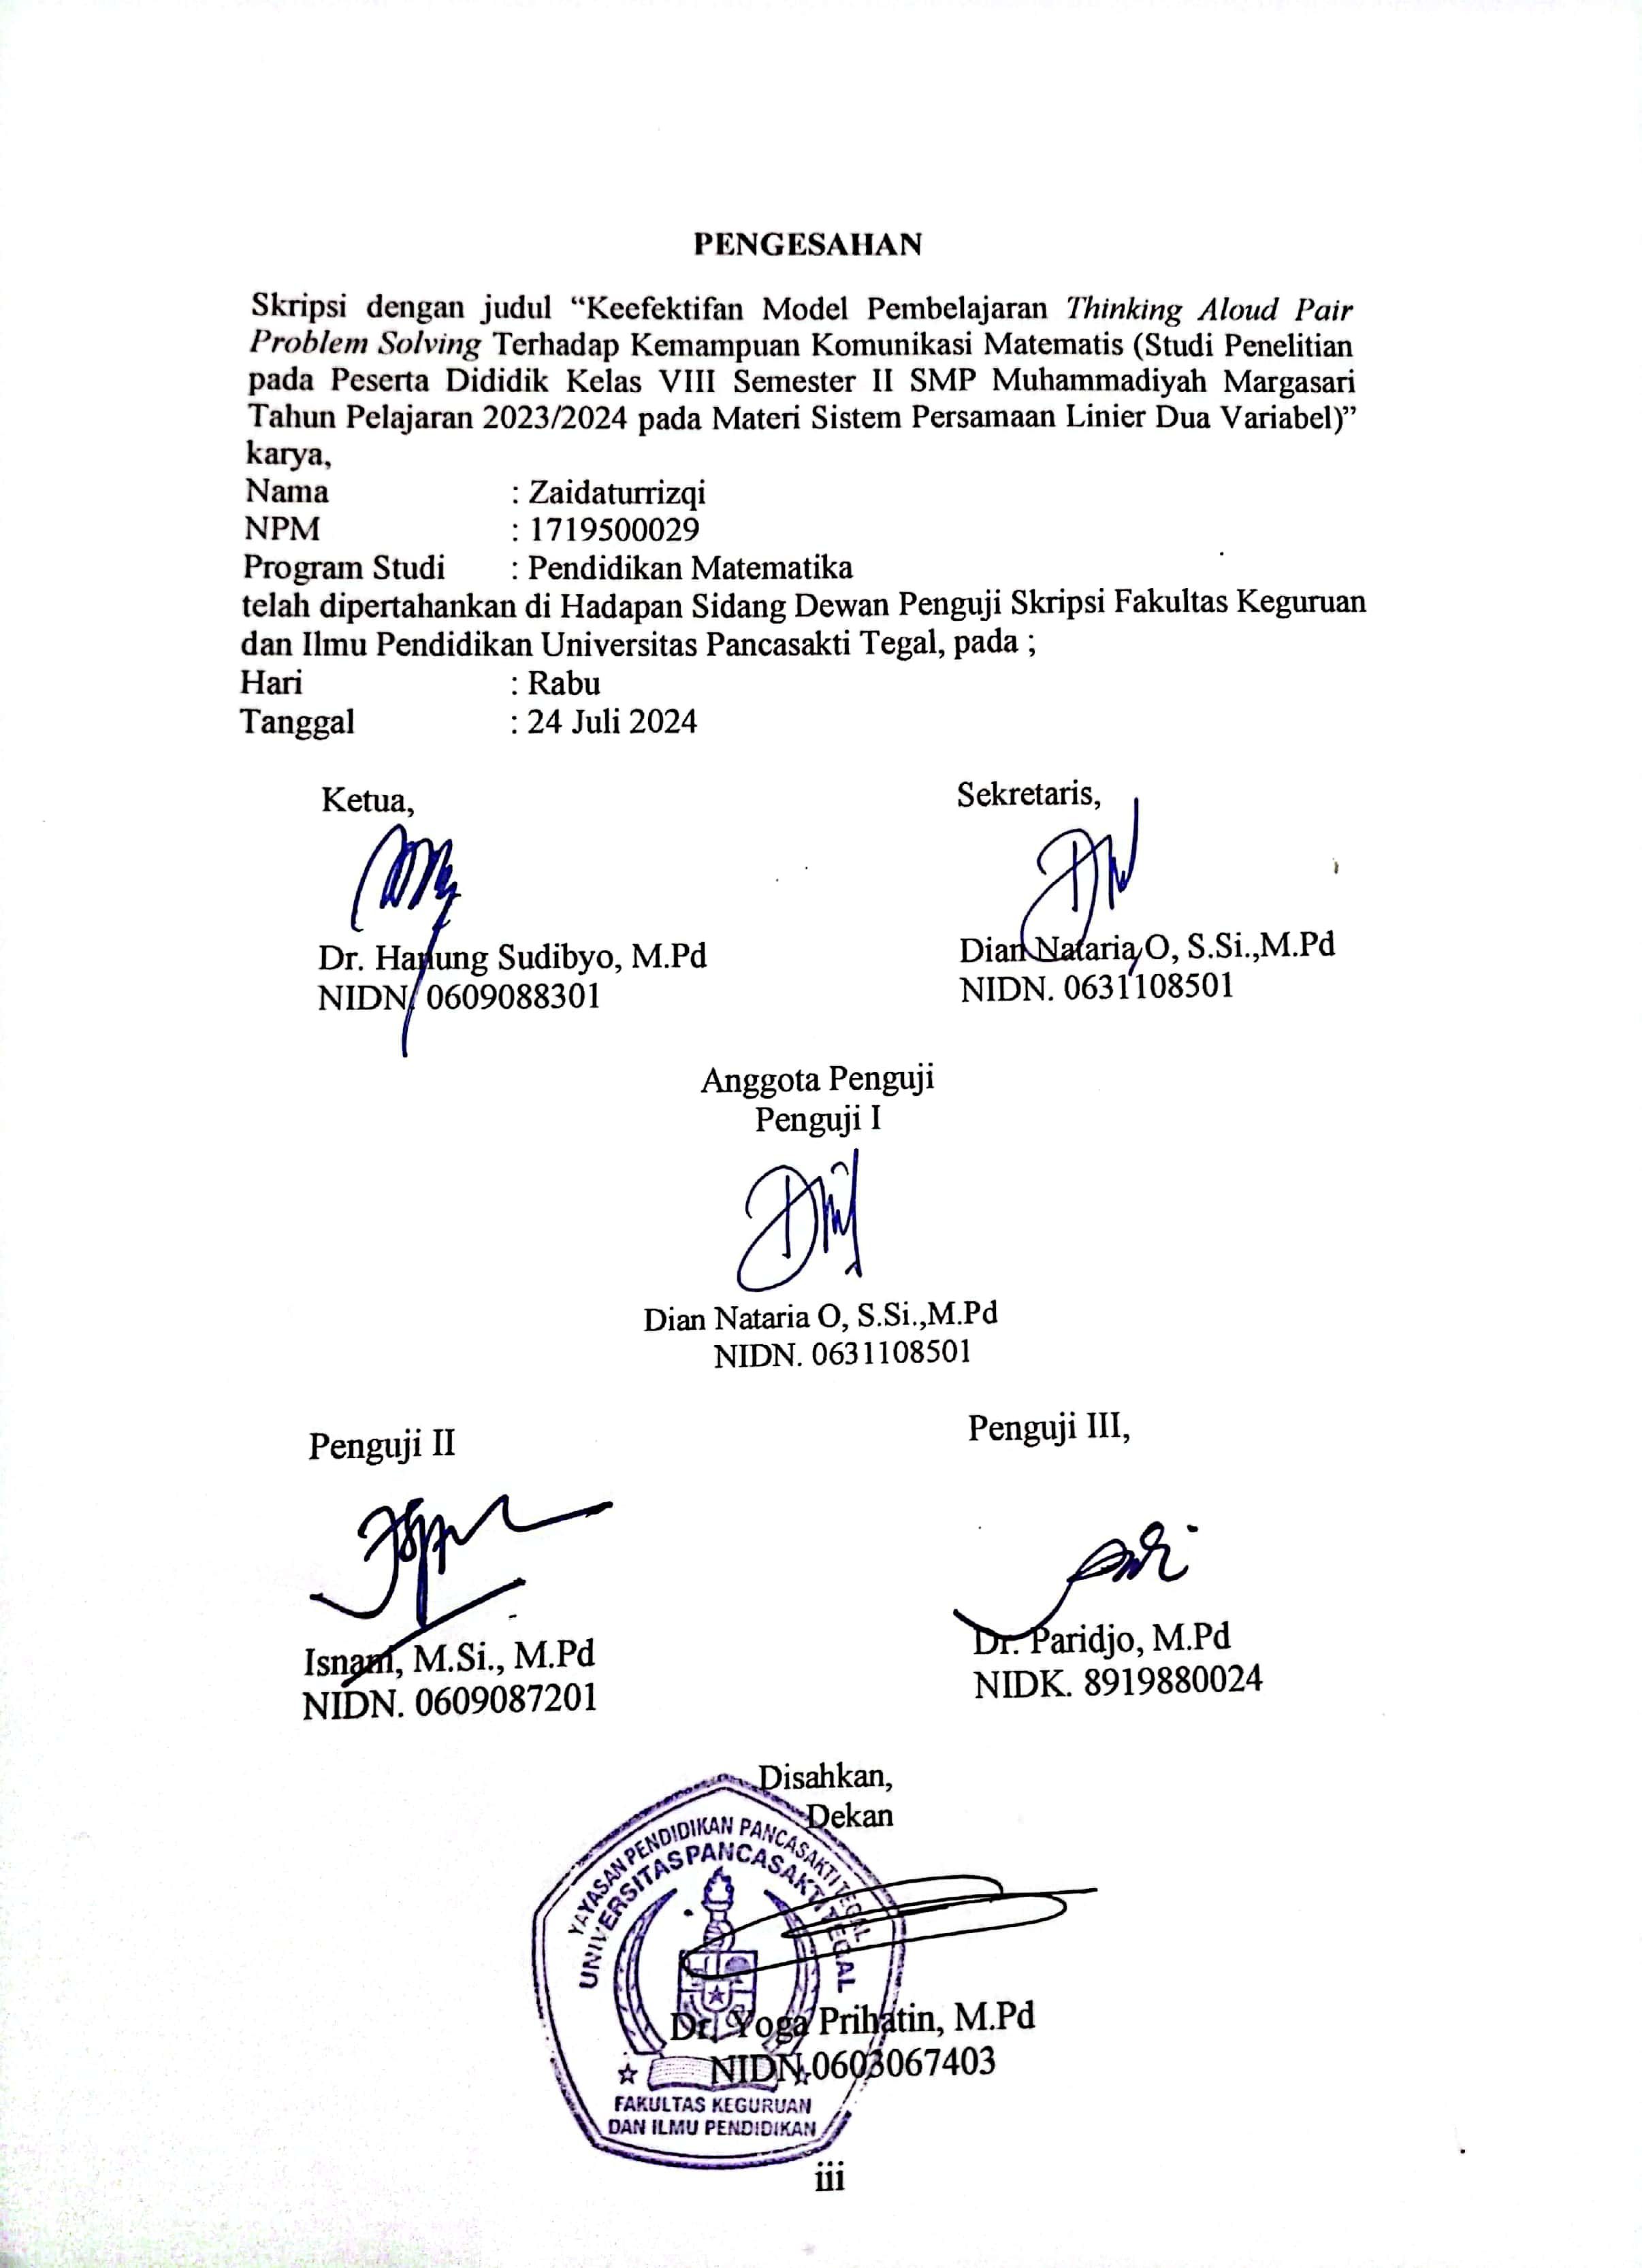 PENGESAHAN
Skripsi dengan judul “Keefektifan Model Pembelajaran Thinking Aloud Pair
Problem Solving Terhadap Kemampuan Komunikasi Matematis (Studi Penelitian
pada Peserta Dididik Kelas VIII Semester II SMP Muhammadiyah Margasari
Tahun Pelajaran 2023/2024 pada Materi Sistem Persamaan Linier Dua Variabel)”
karya,
Nama : Zaidaturrizqi
NPM : 1719500029
Program Studi : Pendidikan Matematika
telah dipertahankan di Hadapan Sidang Dewan Penguji Skripsi Fakultas Keguruan
dan Ilmu Pendidikan Universitas Pancasakti Tegal, pada ;
Hari : Rabu
Tanggal : 24 Juli 2024
Ketua, Sekretaris,
Dr. Hanung Sudibyo, M.Pd Dian Nataria O, S.Si.,M.Pd
NIDN. 0609088301 NIDN. 0631108501
Anggota Penguji
Penguji I
Dian Nataria O, S.Si.,M.Pd
NIDN. 0631108501
Penguji II Penguji III,
Isnani, M.Si., M.Pd Dr. Paridjo, M.Pd
NIDN. 0609087201 NIDK. 8919880024
Disahkan,
Dekan
YAYASAN PENDIDIKAN PANCASAKTI TEGAL
UNIVERSITAS PANCASAKTI TEGAL
Dr. Yoga Prihatin, M.Pd
NIDN.0603067403
FAKULTAS KEGURUAN
DAN ILMU PENDIDIKAN
iii